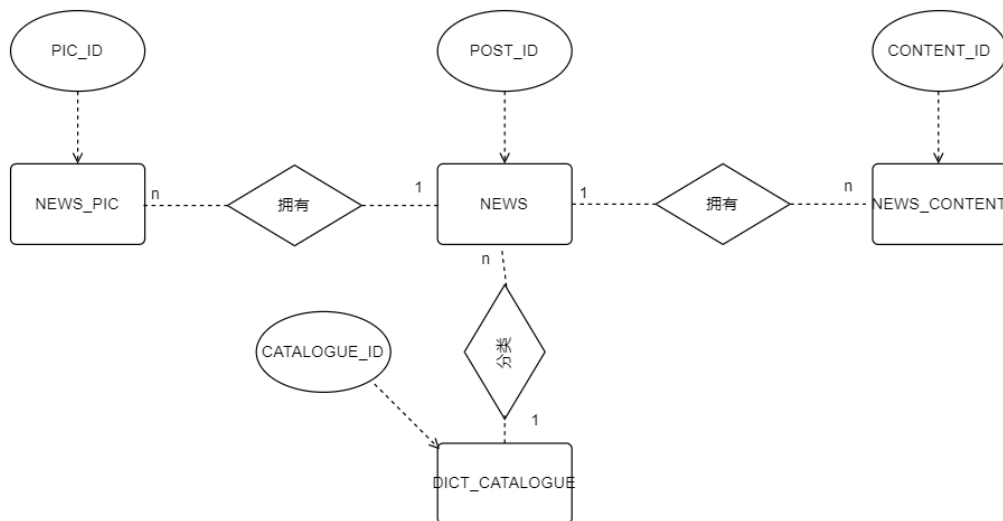 PIC_ID
POST_ID
CONTENT_ID
NEWS_PIC
n
拥有
1
NEWS
1
拥有
n
NEWS_CONTENT
n
分类
CATALOGUE_ID
1
DICT_CATALOGUE